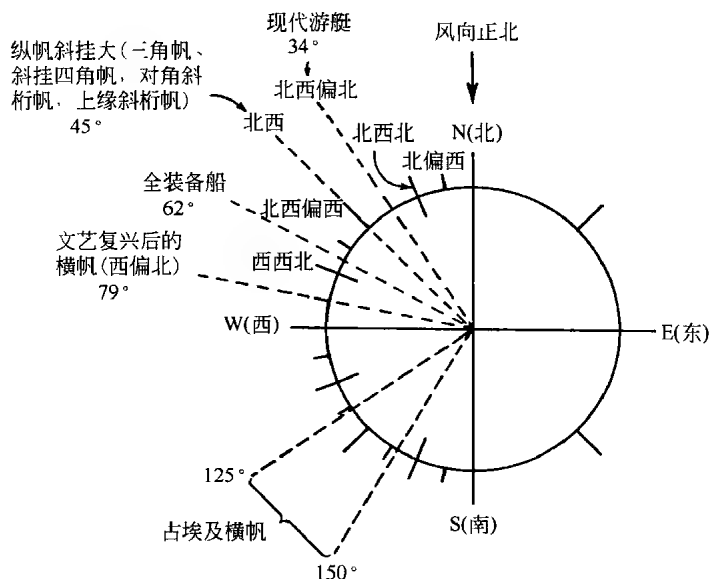 现代游艇
34°
风向正北
纵帆斜挂大(三角帆、
斜挂四角帆，对角斜
桁帆，上缘斜桁帆)
45°
北西偏北
北西
北西北
N(北)
北偏西
全装备船
62°
北西偏西
文艺复兴后的
横帆(西偏北)
79°
西西北
W(西)
E(东)
125°
占埃及横帆
S(南)
150°